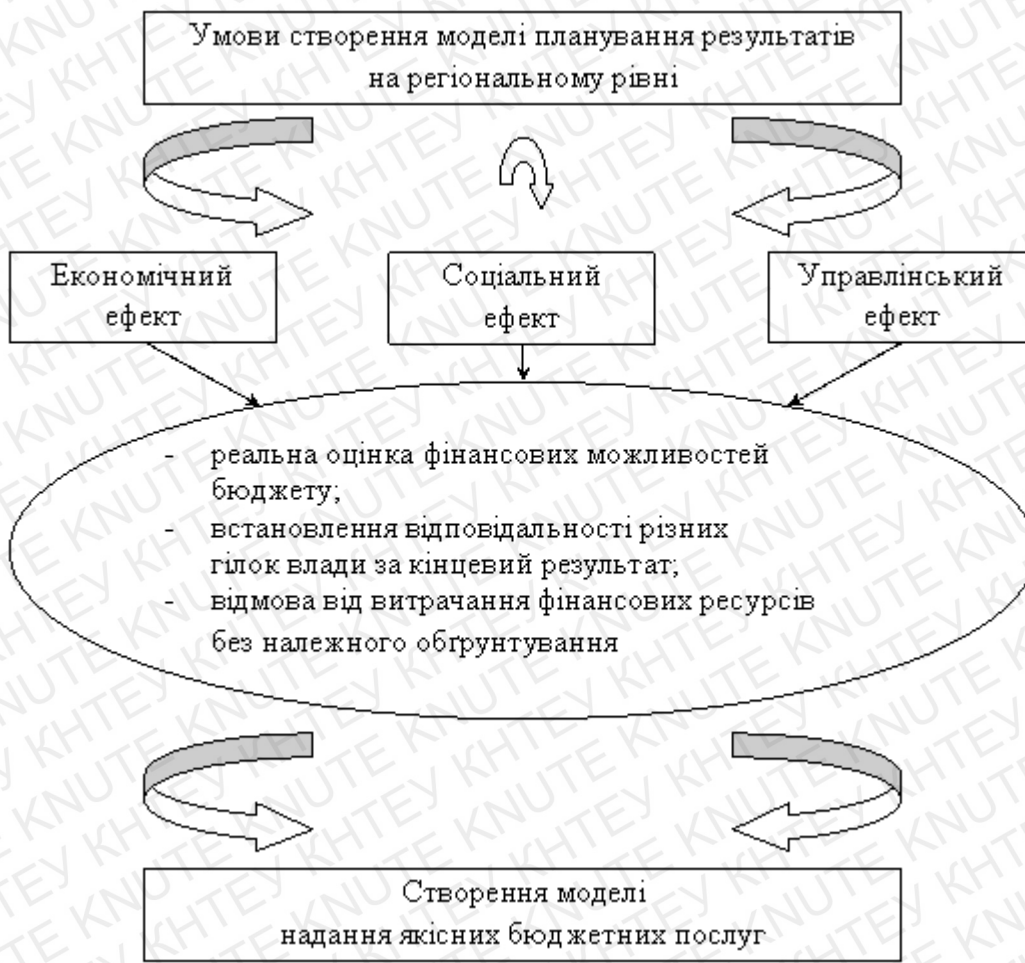 Умови створення моделі планування результатів
на регіональному рівні
Економічний
ефект
Соціальний
ефект
Управлінський
ефект
- реальна оцінка фінансових можливостей
бюджету;
- встановлення відповідальності різних
гілок влади за кінцевий результат;
- відмова від витрачання фінансових ресурсів
без належного обґрунтування
Створення моделі
надання якісних бюджетних послуг